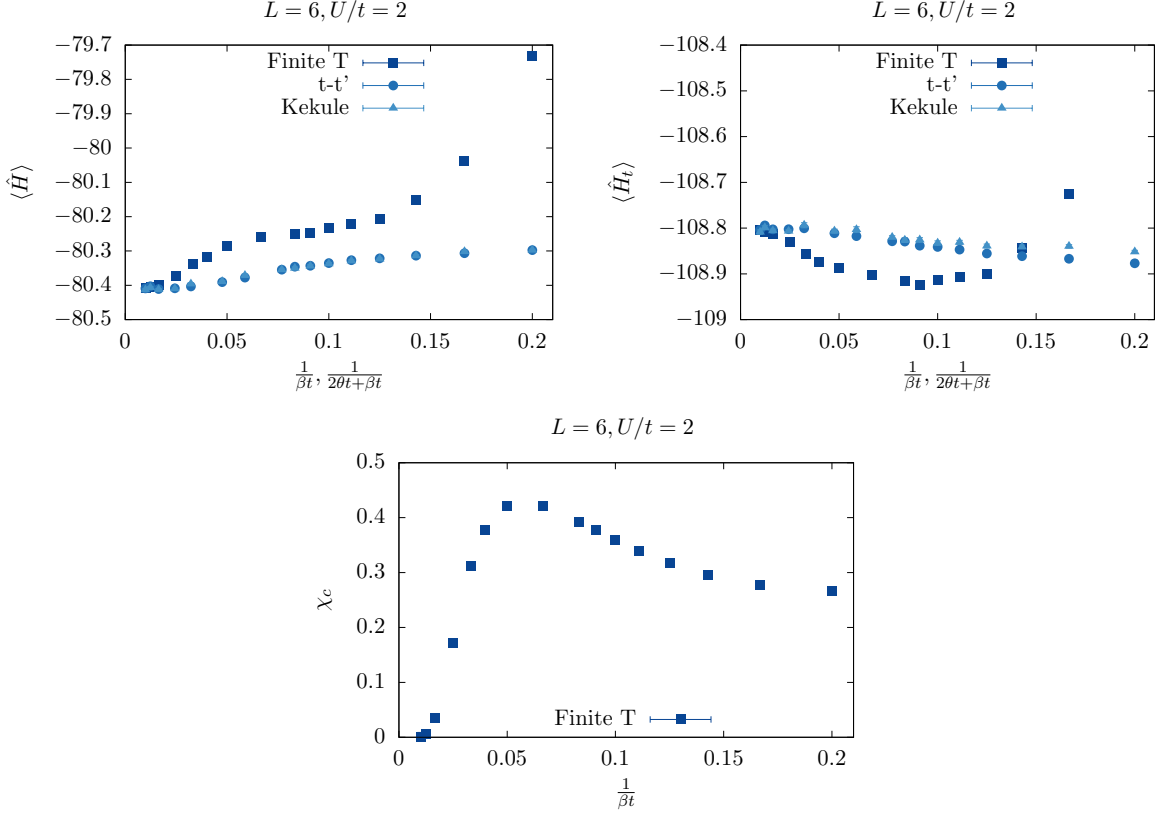 L = 6, U/t = 2
−79.7
−79.8
−79.9
−80
−80.1
−80.2
−80.3
−80.4
−80.5
⟨Ĥ⟩
Finite T
t-t'
Kekule
0 0.05 0.1 0.15 0.2
1/βt, 1/(2θt+βt)
L = 6, U/t = 2
−108.4
−108.5
−108.6
−108.7
−108.8
−108.9
−109
⟨Ĥ_t⟩
Finite T
t-t'
Kekule
0 0.05 0.1 0.15 0.2
1/βt, 1/(2θt+βt)
L = 6, U/t = 2
0.5
0.4
0.3
0.2
0.1
0
χ_c
Finite T
0 0.05 0.1 0.15 0.2
1/βt